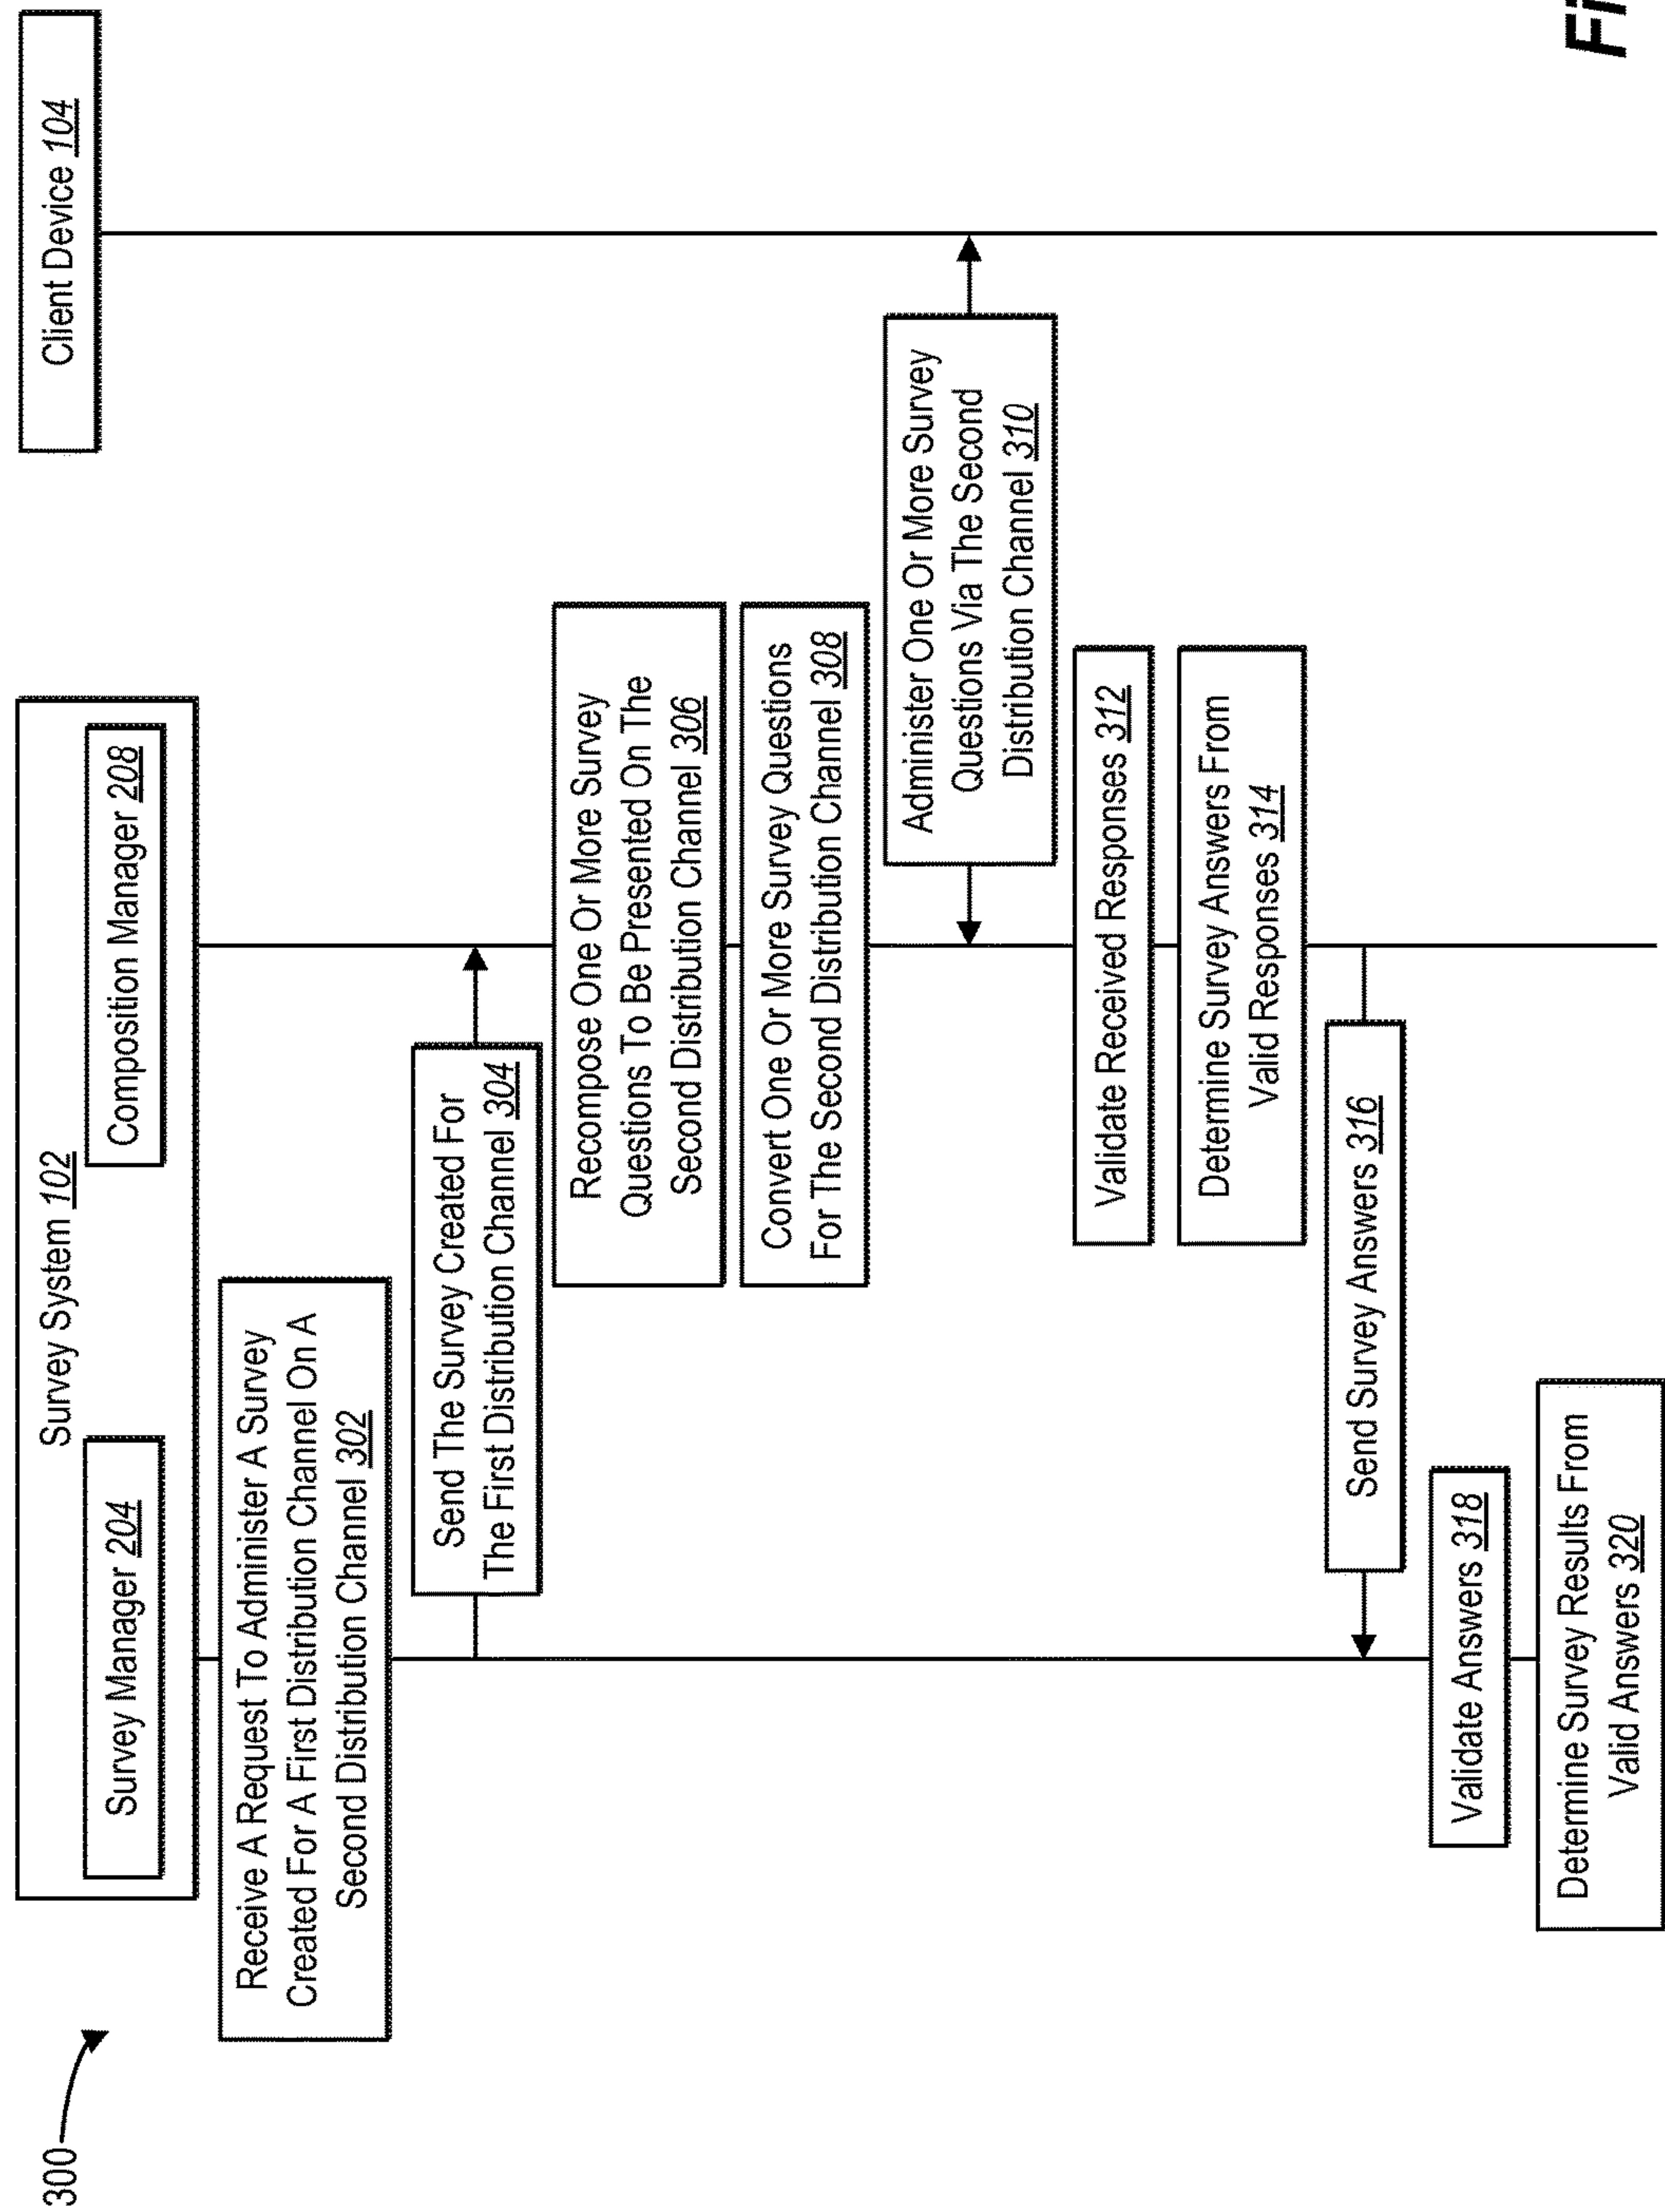 300
Survey System 102
Survey Manager 204
Composition Manager 208
Client Device 104
Receive A Request To Administer A Survey
Created For A First Distribution Channel On A
Second Distribution Channel 302
Send The Survey Created For
The First Distribution Channel 304
Recompose One Or More Survey
Questions To Be Presented On The
Second Distribution Channel 306
Convert One Or More Survey Questions
For The Second Distribution Channel 308
Administer One Or More Survey
Questions Via The Second
Distribution Channel 310
Validate Received Responses 312
Determine Survey Answers From
Valid Responses 314
Send Survey Answers 316
Validate Answers 318
Determine Survey Results From
Valid Answers 320